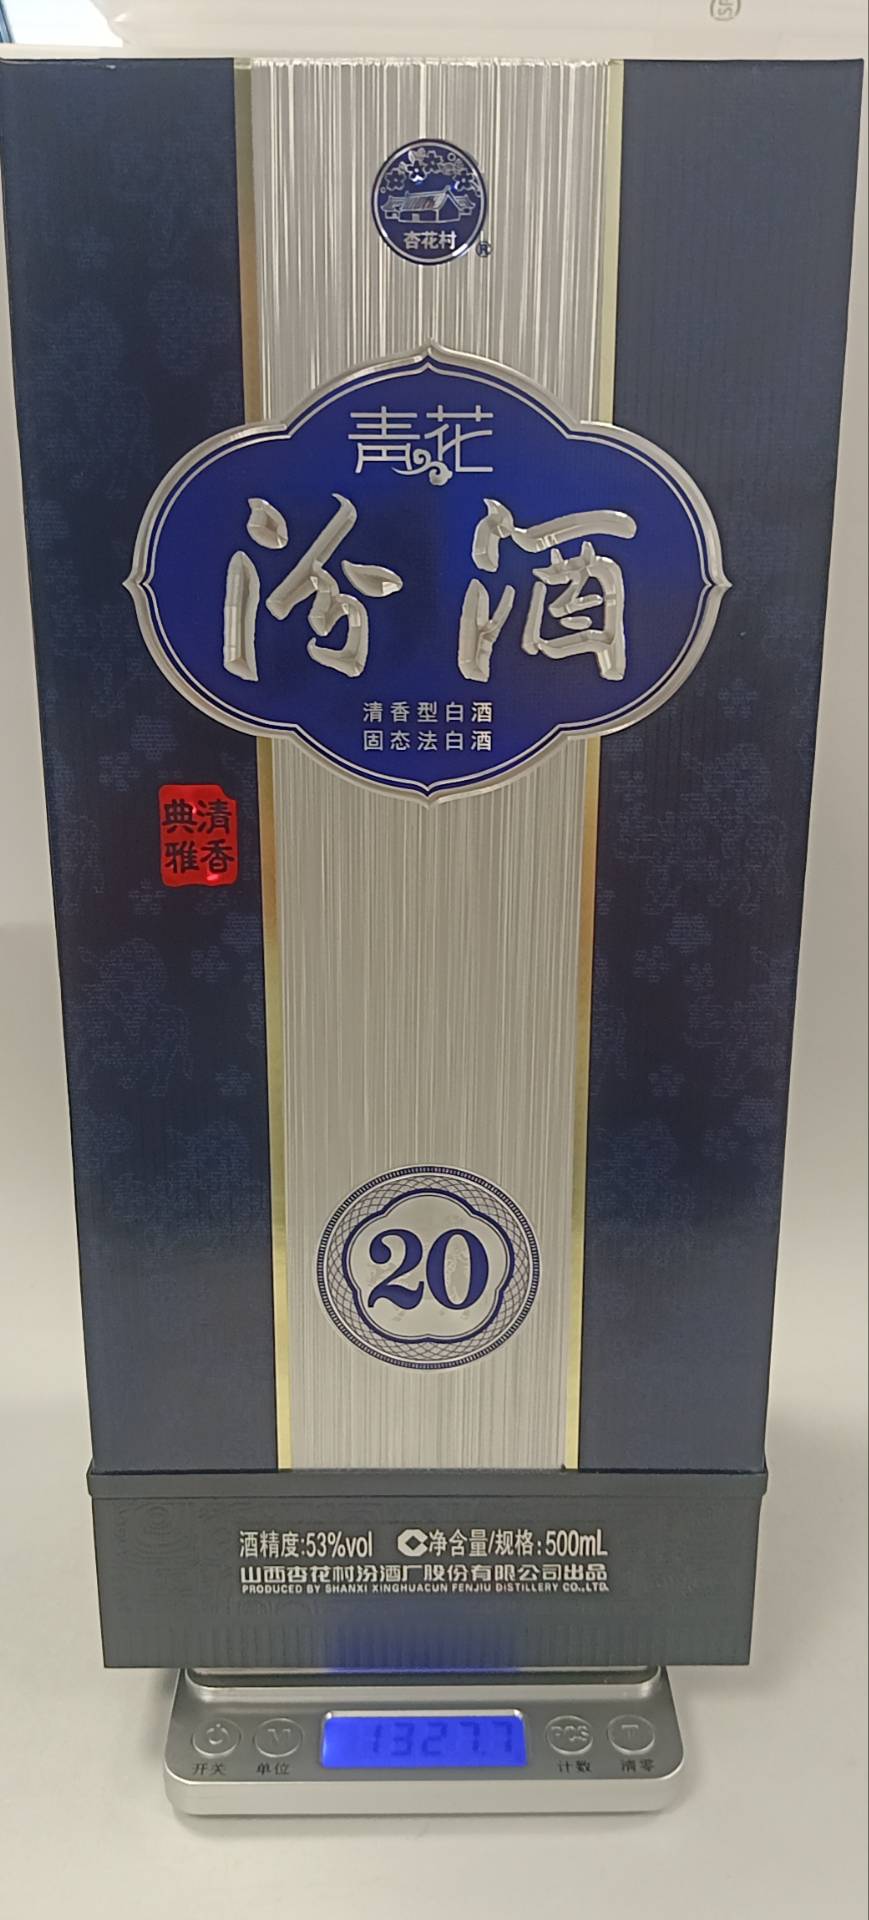 杏花村
®
青花
汾酒
清香型白酒
固态法白酒
清香
典雅
20
酒精度:53%vol 净含量/规格:500mL
山西杏花村汾酒厂股份有限公司出品
PRODUCED BY SHANXI XINGHUACUN FENJIU DISTILLERY CO.,LTD.
1327.7
M PCS T
开关 单位 计数 清零